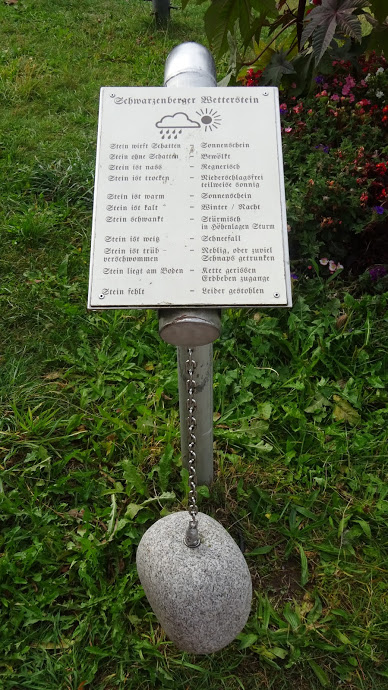 Schwarzenberger Wetterstein
Stein wirft Schatten - Sonnenschein
Stein ohne Schatten - Bewölkt
Stein ist nass - Regnerisch
Stein ist trocken - Niederschlagsfrei
teilweise sonnig
Stein ist warm - Sonnenschein
Stein ist kalt - Winter / Nacht
Stein schwankt - Stürmisch
in Höhenlagen Sturm
Stein ist weiß - Schneefall
Stein ist trüb - Neblig, oder zuviel
verschwommen Schnaps getrunken
Stein liegt am Boden - Kette gerissen
Erdbeben zugange
Stein fehlt - Leider gestohlen